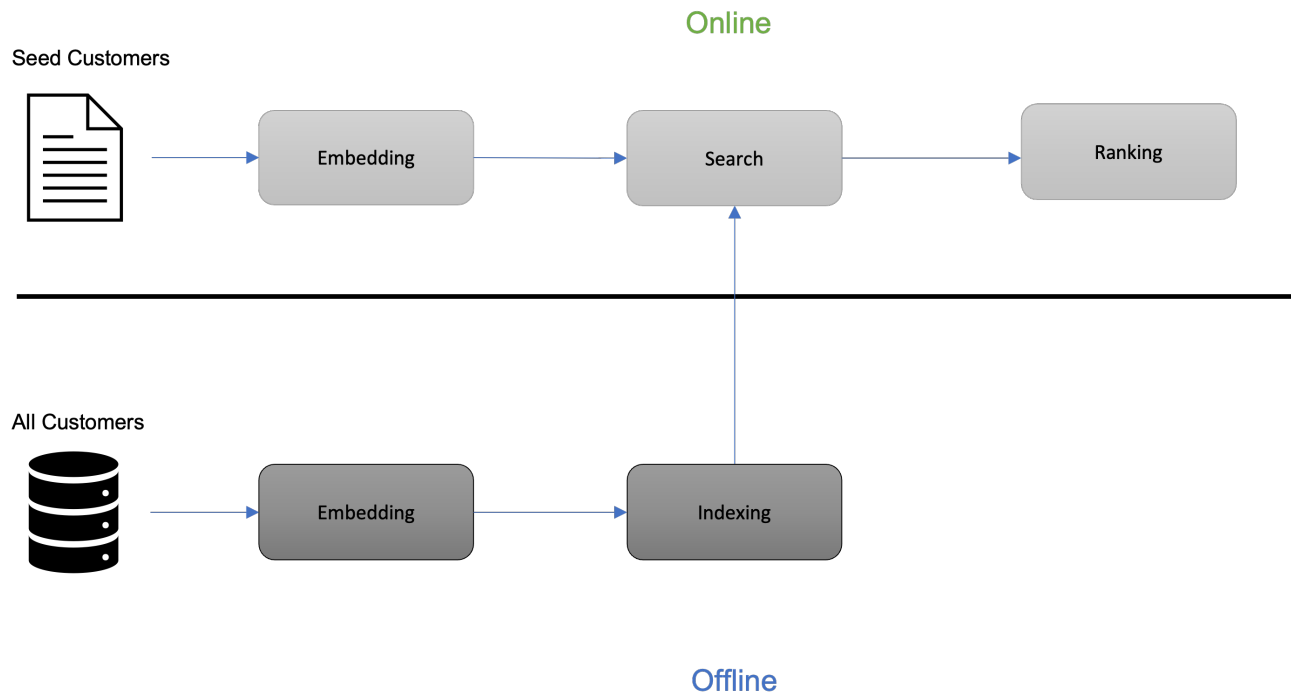 Online
Seed Customers
Embedding
Search
Ranking
All Customers
Embedding
Indexing
Offline